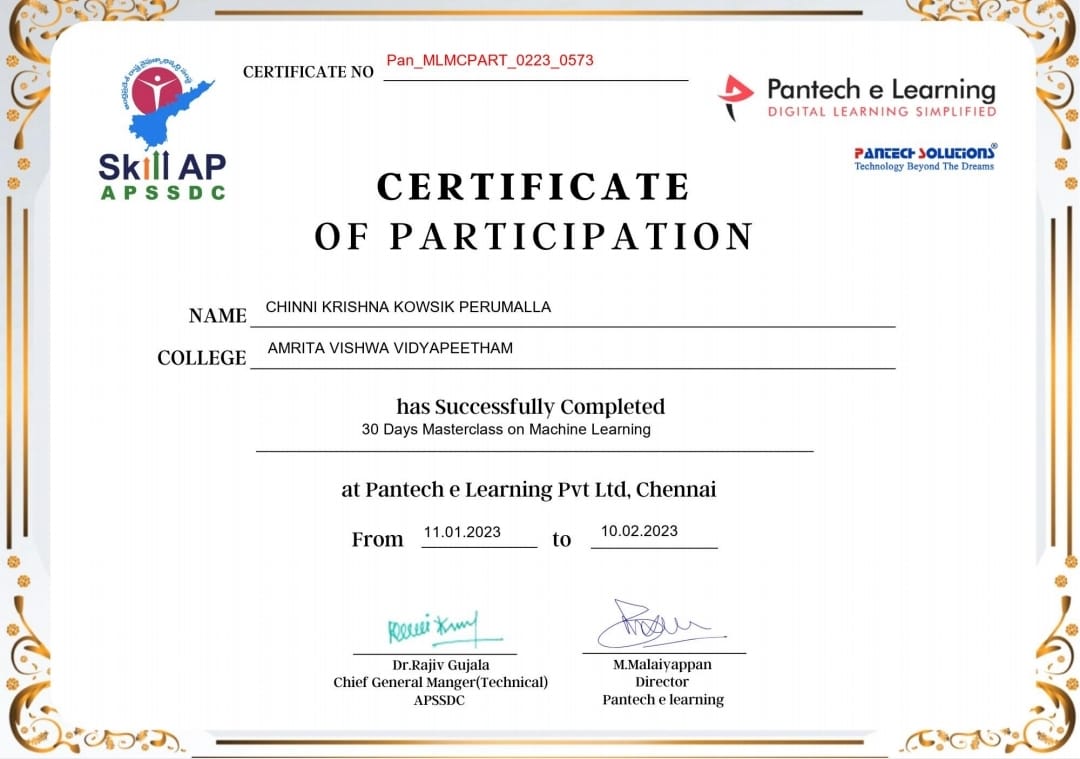 CERTIFICATE NO Pan_MLMCPART_0223_0573
Skill AP
APSSDC
Pantech e Learning
DIGITAL LEARNING SIMPLIFIED
PANTECH SOLUTIONS®
Technology Beyond The Dreams
CERTIFICATE
OF PARTICIPATION
NAME CHINNI KRISHNA KOWSIK PERUMALLA
COLLEGE AMRITA VISHWA VIDYAPEETHAM
has Successfully Completed
30 Days Masterclass on Machine Learning
at Pantech e Learning Pvt Ltd, Chennai
From 11.01.2023 to 10.02.2023
Dr.Rajiv Gujala
Chief General Manger(Technical)
APSSDC
M.Malaiyappan
Director
Pantech e learning